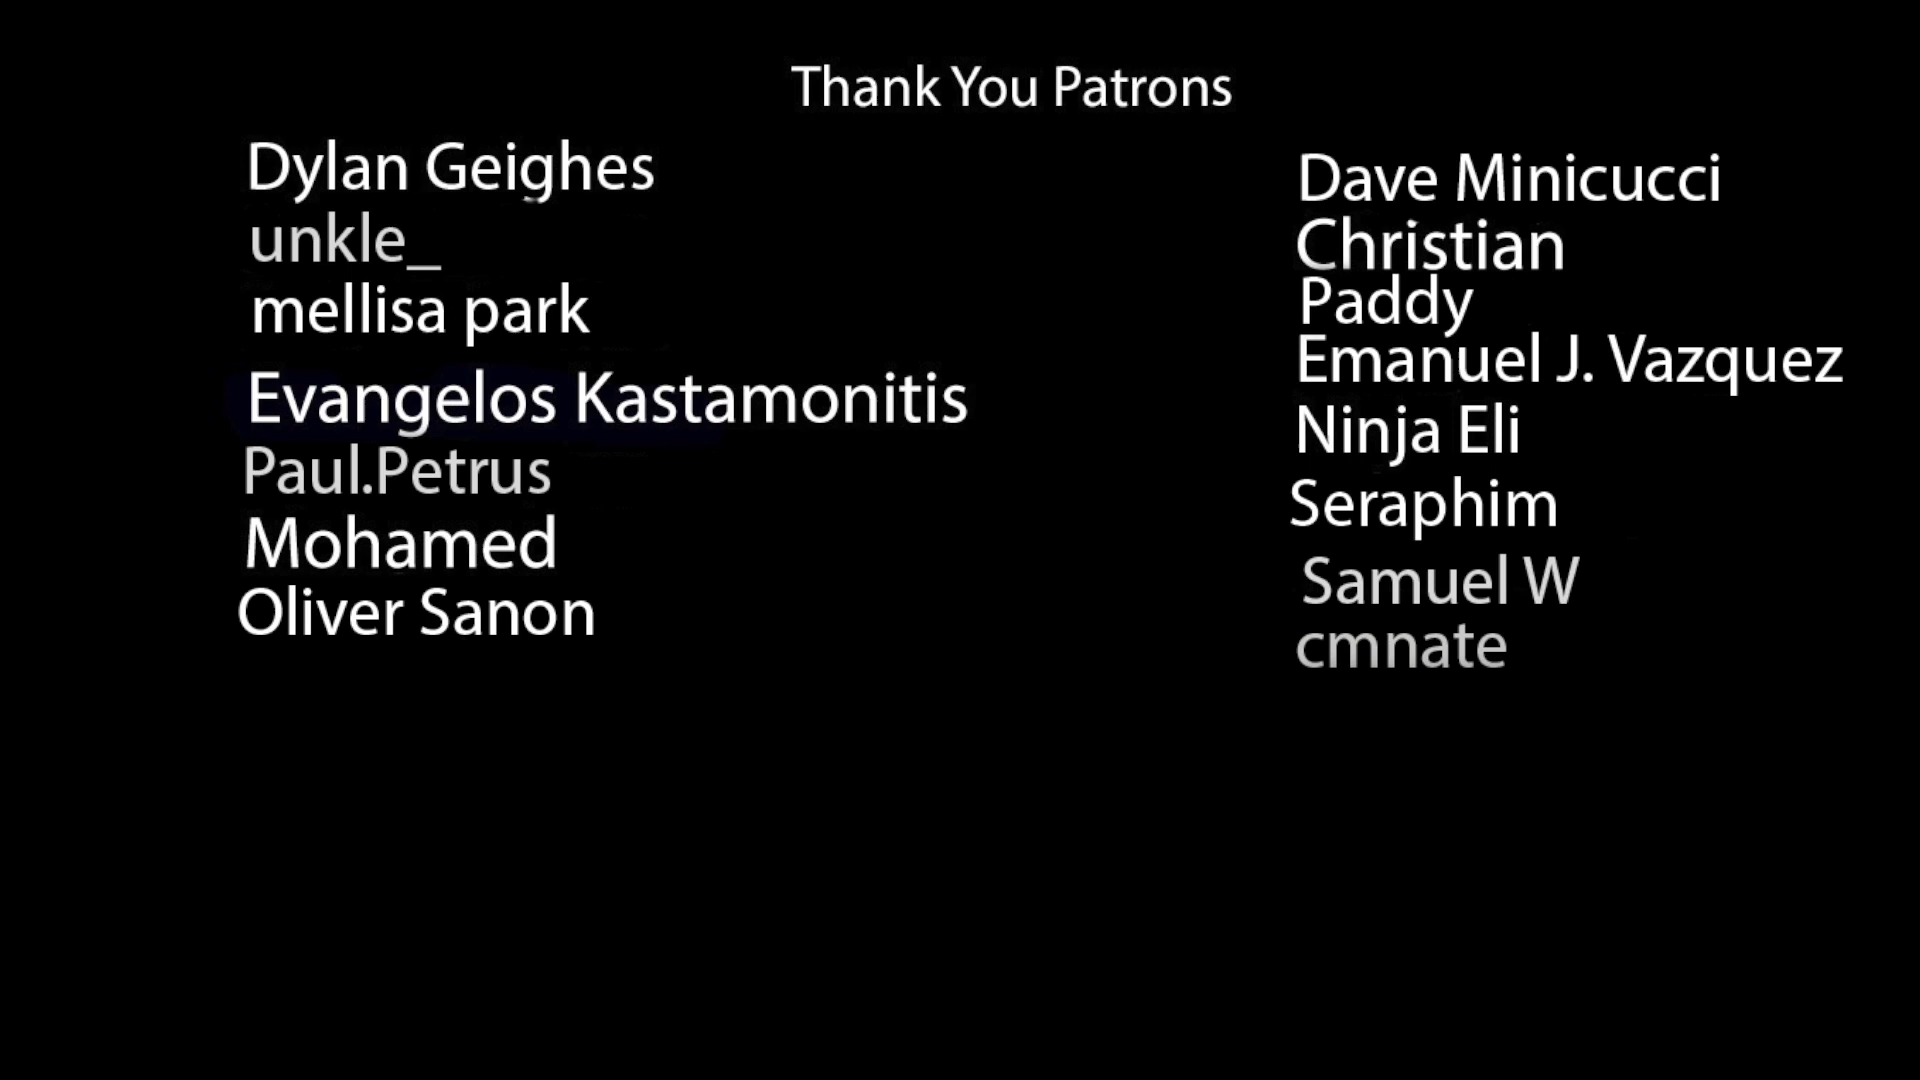 Thank You Patrons
Dylan Geighes
unkle_
mellisa park
Evangelos Kastamonitis
Paul.Petrus
Mohamed
Oliver Sanon
Dave Minicucci
Christian
Paddy
Emanuel J. Vazquez
Ninja Eli
Seraphim
Samuel W
cmnate